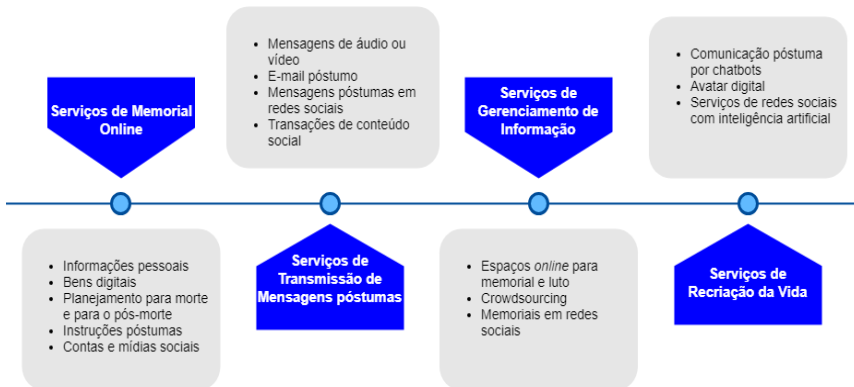 Serviços de Memorial
Online
• Informações pessoais
• Bens digitais
• Planejamento para morte
e para o pós-morte
• Instruções póstumas
• Contas e mídias sociais
• Mensagens de áudio ou
vídeo
• E-mail póstumo
• Mensagens póstumas em
redes sociais
• Transações de conteúdo
social
Serviços de
Transmissão de
Mensagens póstumas
Serviços de
Gerenciamento de
Informação
• Espaços online para
memorial e luto
• Crowdsourcing
• Memoriais em redes
sociais
• Comunicação póstuma
por chatbots
• Avatar digital
• Serviços de redes sociais
com inteligência artificial
Serviços de
Recriação da Vida